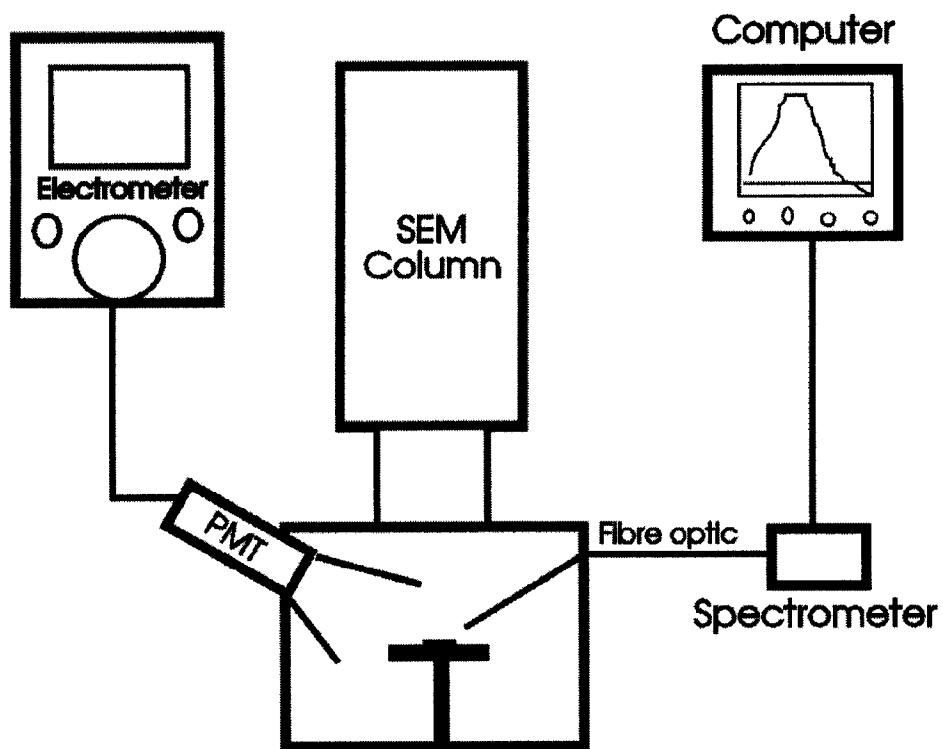 Computer
Electrometer
SEM
Column
PMT
Fibre optic
Spectrometer